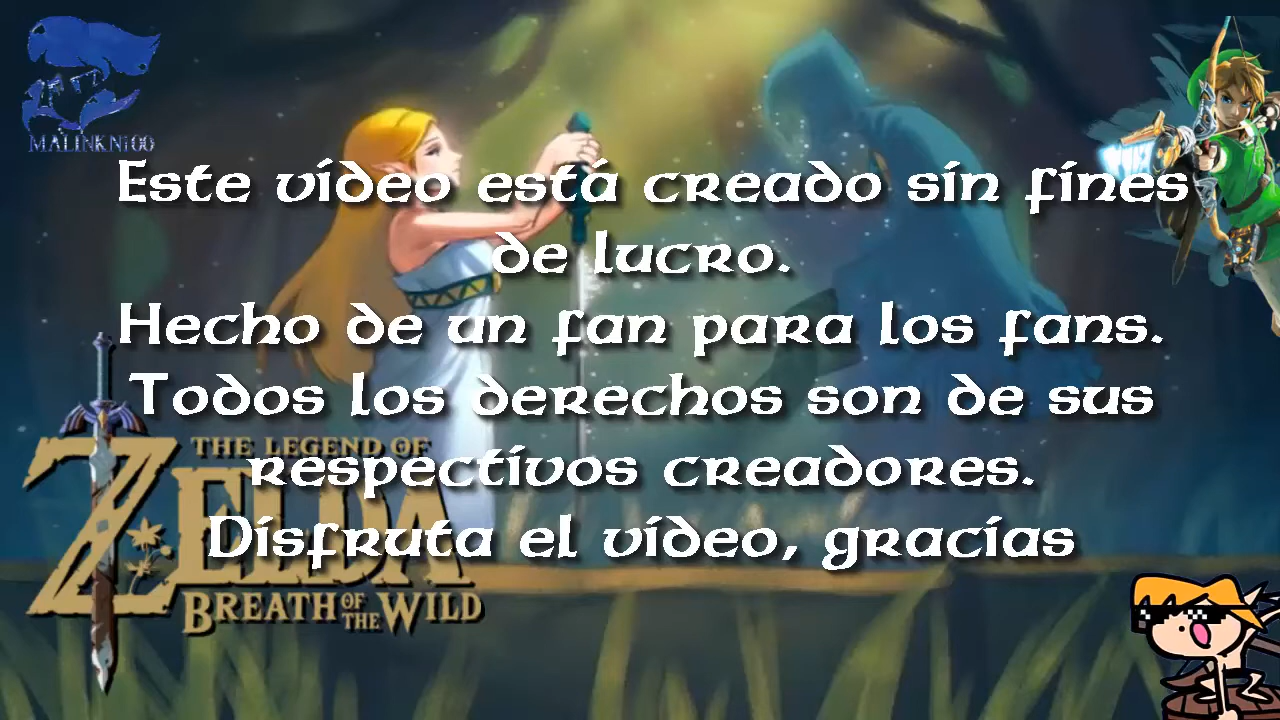 MALINKN100
Este vídeo está creado sin fines
de lucro.
Hecho de un fan para los fans.
Todos los derechos son de sus
respectivos creadores.
Disfruta el vídeo, gracias
THE LEGEND OF
ZELDA
BREATH OF THE WILD